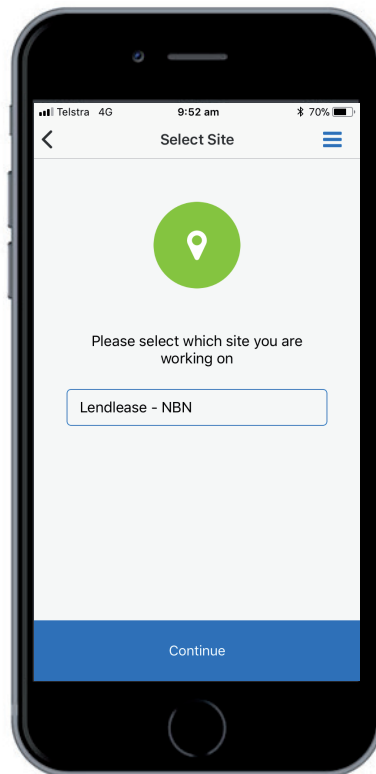 Telstra 4G 9:52 am 70%
Select Site
Please select which site you are
working on
Lendlease - NBN
Continue